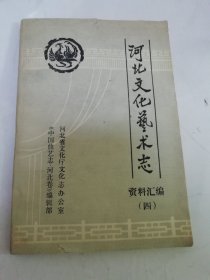 河北文化艺术志
资料汇编
（四）
河北省文化厅文化志办公室
《中国曲艺志·河北卷》编辑部